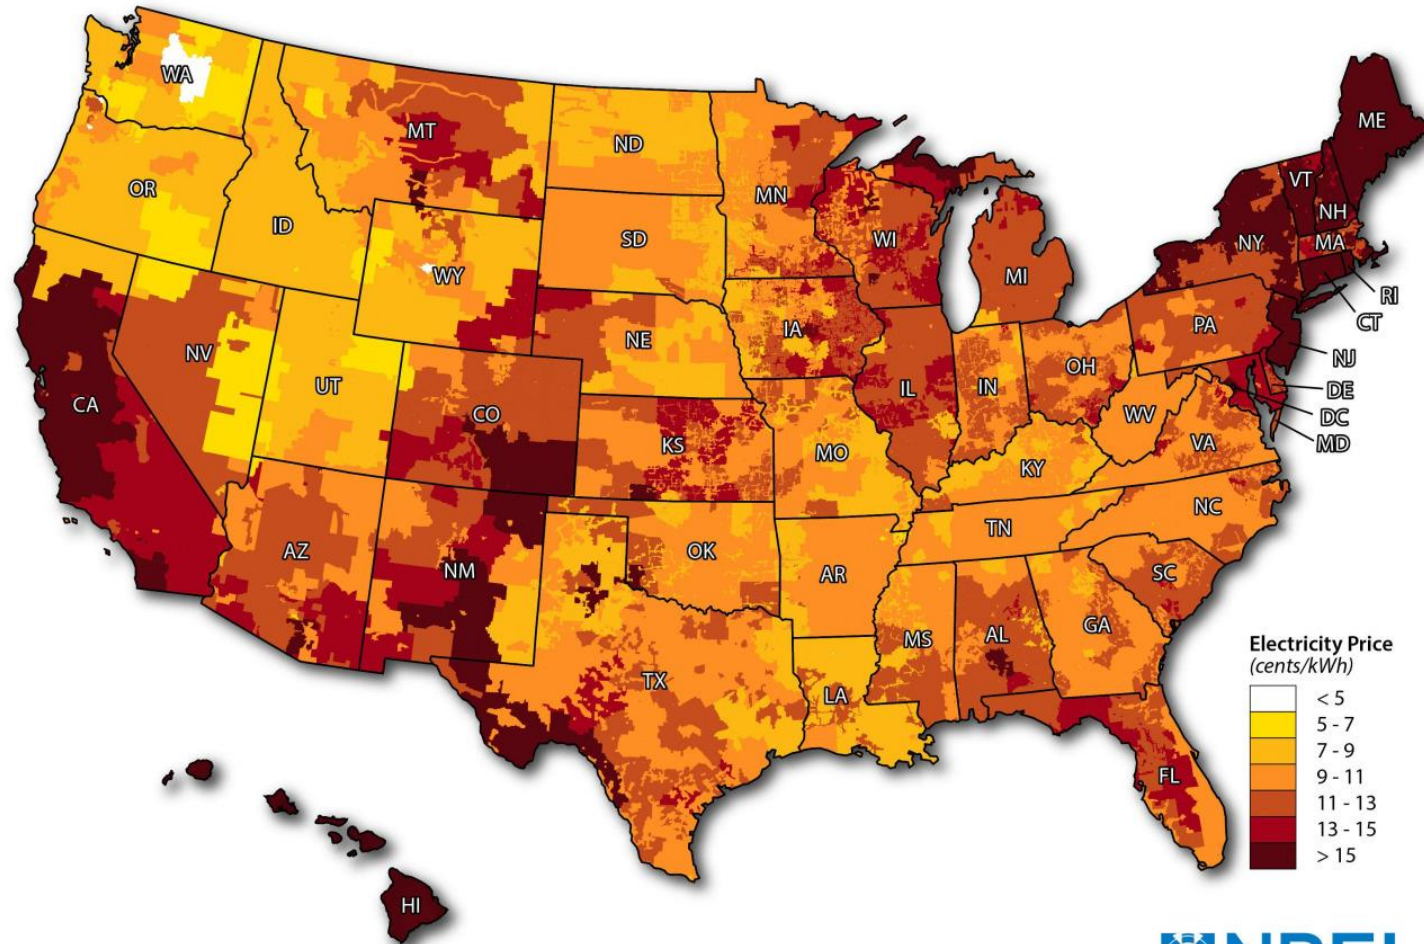 WA
MT
ND
MN
OR
ID
SD
WI
WY
MI
ME
VT
NH
NY
MA
RI
CT
NV
UT
NE
IA
PA
NJ
CA
CO
IL
IN
OH
DE
DC
MD
KS
MO
WV
KY
VA
AZ
NM
OK
AR
TN
NC
SC
TX
LA
MS
AL
GA
FL
HI
Electricity Price
(cents/kWh)
< 5
5 - 7
7 - 9
9 - 11
11 - 13
13 - 15
> 15